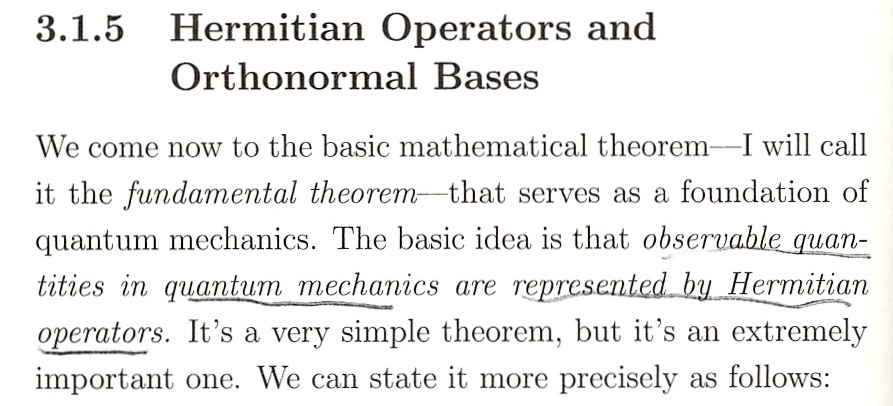 3.1.5 Hermitian Operators and
Orthonormal Bases
We come now to the basic mathematical theorem—I will call
it the fundamental theorem—that serves as a foundation of
quantum mechanics. The basic idea is that observable quan-
tities in quantum mechanics are represented by Hermitian
operators. It's a very simple theorem, but it's an extremely
important one. We can state it more precisely as follows: